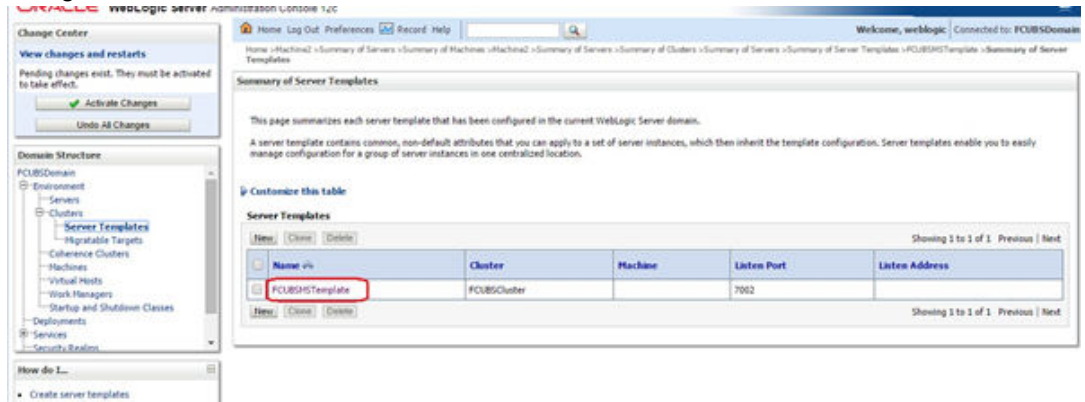 ORACLE WebLogic Server Administration Console 12c
Change Center
View changes and restarts
Pending changes exist. They must be activated
to take effect.
Activate Changes
Undo All Changes
Domain Structure
FCUBSDomain
Environment
Servers
Clusters
Server Templates
Migratable Targets
Coherence Clusters
Machines
Virtual Hosts
Work Managers
Startup and Shutdown Classes
Deployments
Services
Security Realms
How do I...
Create server templates
Home Log Out Preferences Record Help
Welcome, weblogic Connected to: FCUBSDomain
Home >Machine2 >Summary of Servers >Summary of Machines >Machine2 >Summary of Servers >Summary of Clusters >Summary of Servers >Summary of Server Templates >FCUBSMSTemplate >Summary of Server
Templates
Summary of Server Templates
This page summarizes each server template that has been configured in the current WebLogic Server domain.
A server template contains common, non-default attributes that you can apply to a set of server instances, which then inherit the template configuration. Server templates enable you to easily
manage configuration for a group of server instances in one centralized location.
Customize this table
Server Templates
New Clone Delete Showing 1 to 1 of 1 Previous | Next
Name Cluster Machine Listen Port Listen Address
FCUBSMSTemplate FCUBSCluster 7002
New Clone Delete Showing 1 to 1 of 1 Previous | Next